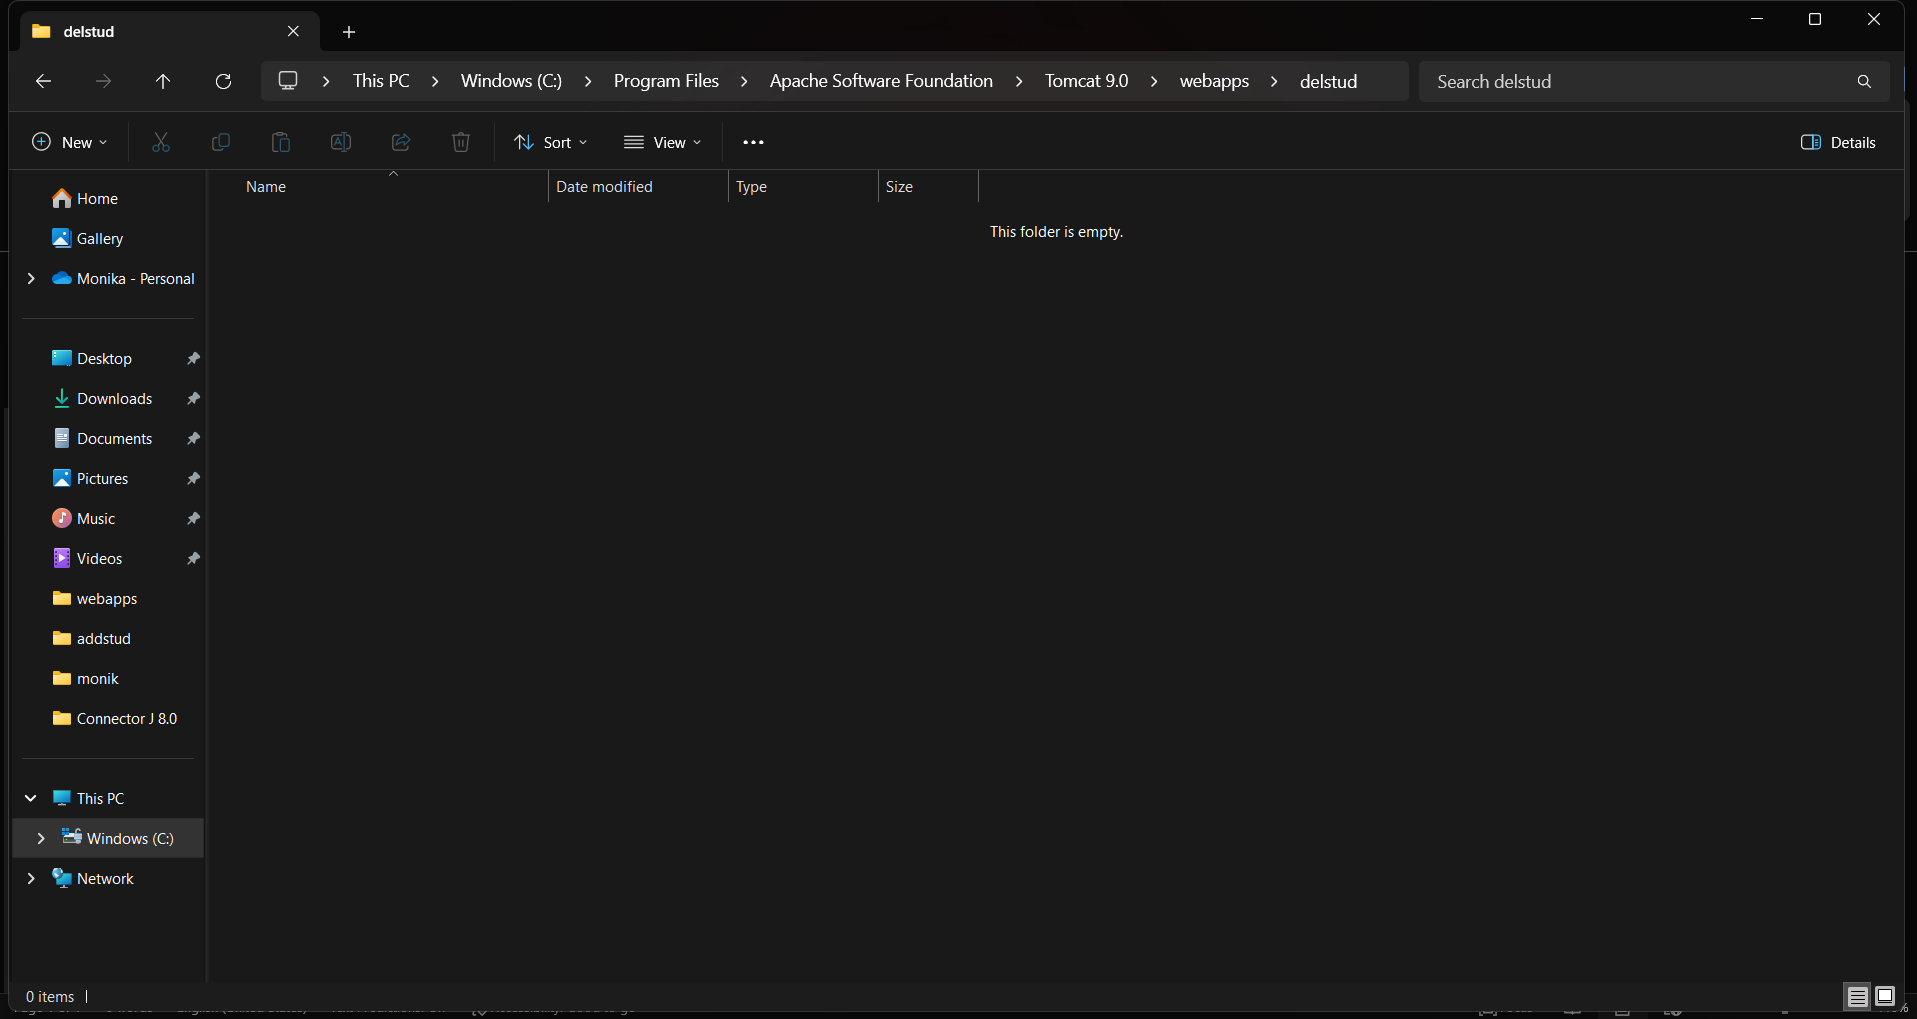 delstud
This PC
Windows (C:)
Program Files
Apache Software Foundation
Tomcat 9.0
webapps
delstud
Search delstud
New
Sort
View
Details
Name
Date modified
Type
Size
This folder is empty.
Home
Gallery
Monika - Personal
Desktop
Downloads
Documents
Pictures
Music
Videos
webapps
addstud
monik
Connector J 8.0
This PC
Windows (C:)
Network
0 items